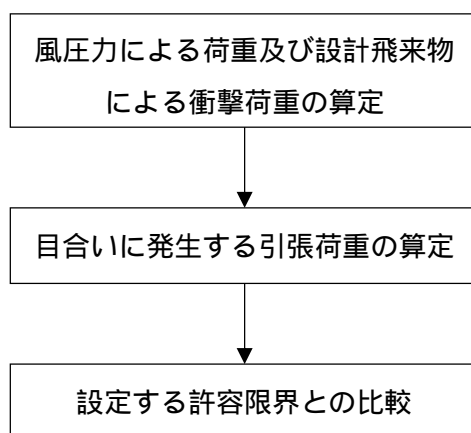 風圧力による荷重及び設計飛来物
による衝撃荷重の算定
目合いに発生する引張荷重の算定
設定する許容限界との比較